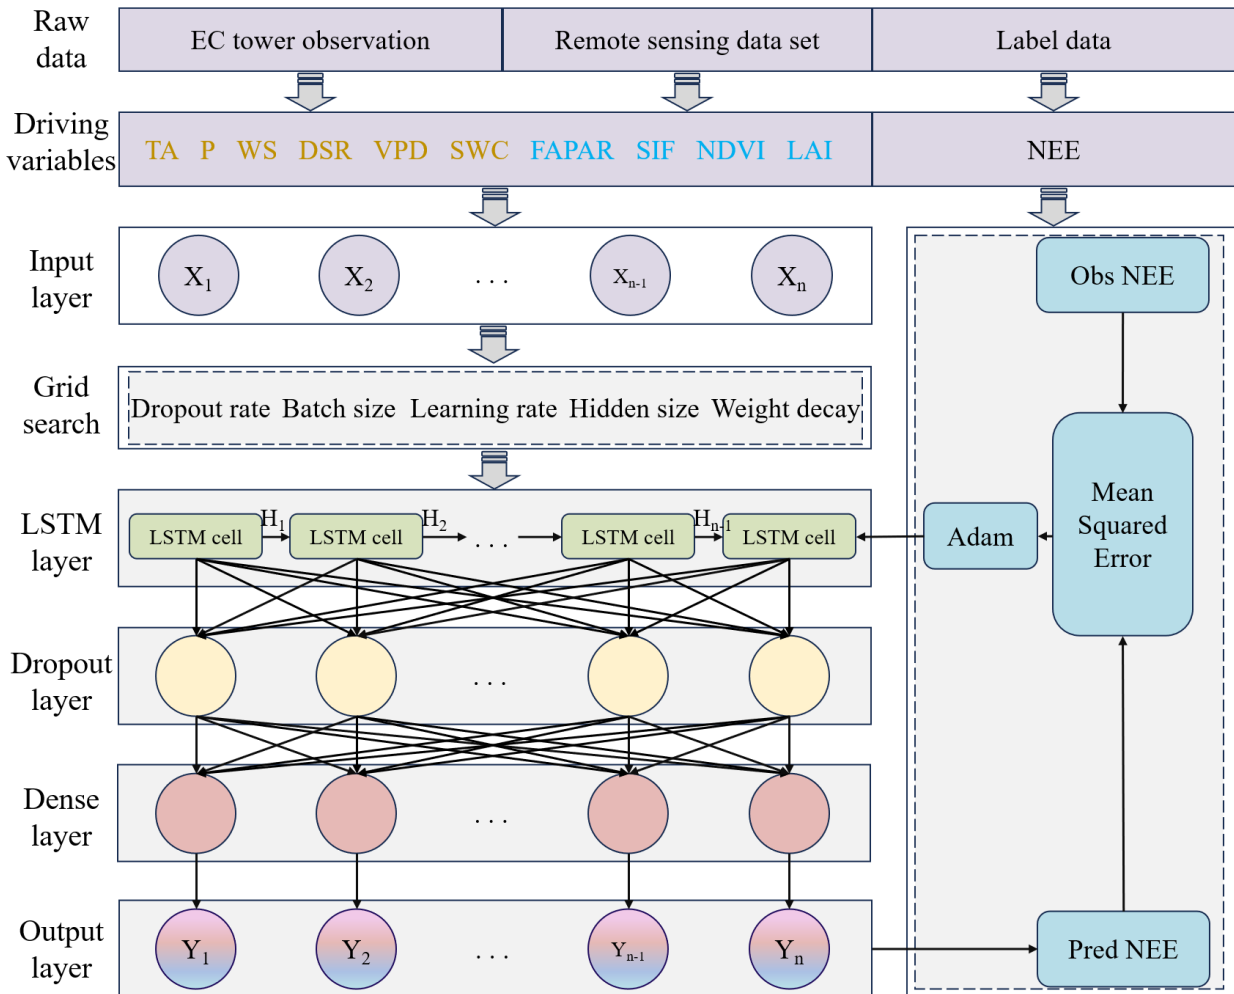 Raw
data
EC tower observation
Remote sensing data set
Label data
Driving
variables
TA P WS DSR VPD SWC FAPAR SIF NDVI LAI
NEE
Input
layer
X1
X2
. . .
Xn-1
Xn
Obs NEE
Grid
search
Dropout rate Batch size Learning rate Hidden size Weight decay
Mean
Squared
Error
Adam
LSTM
layer
LSTM cell
H1
LSTM cell
H2
. . .
LSTM cell
Hn-1
LSTM cell
Dropout
layer
. . .
Dense
layer
. . .
Output
layer
Y1
Y2
. . .
Yn-1
Yn
Pred NEE